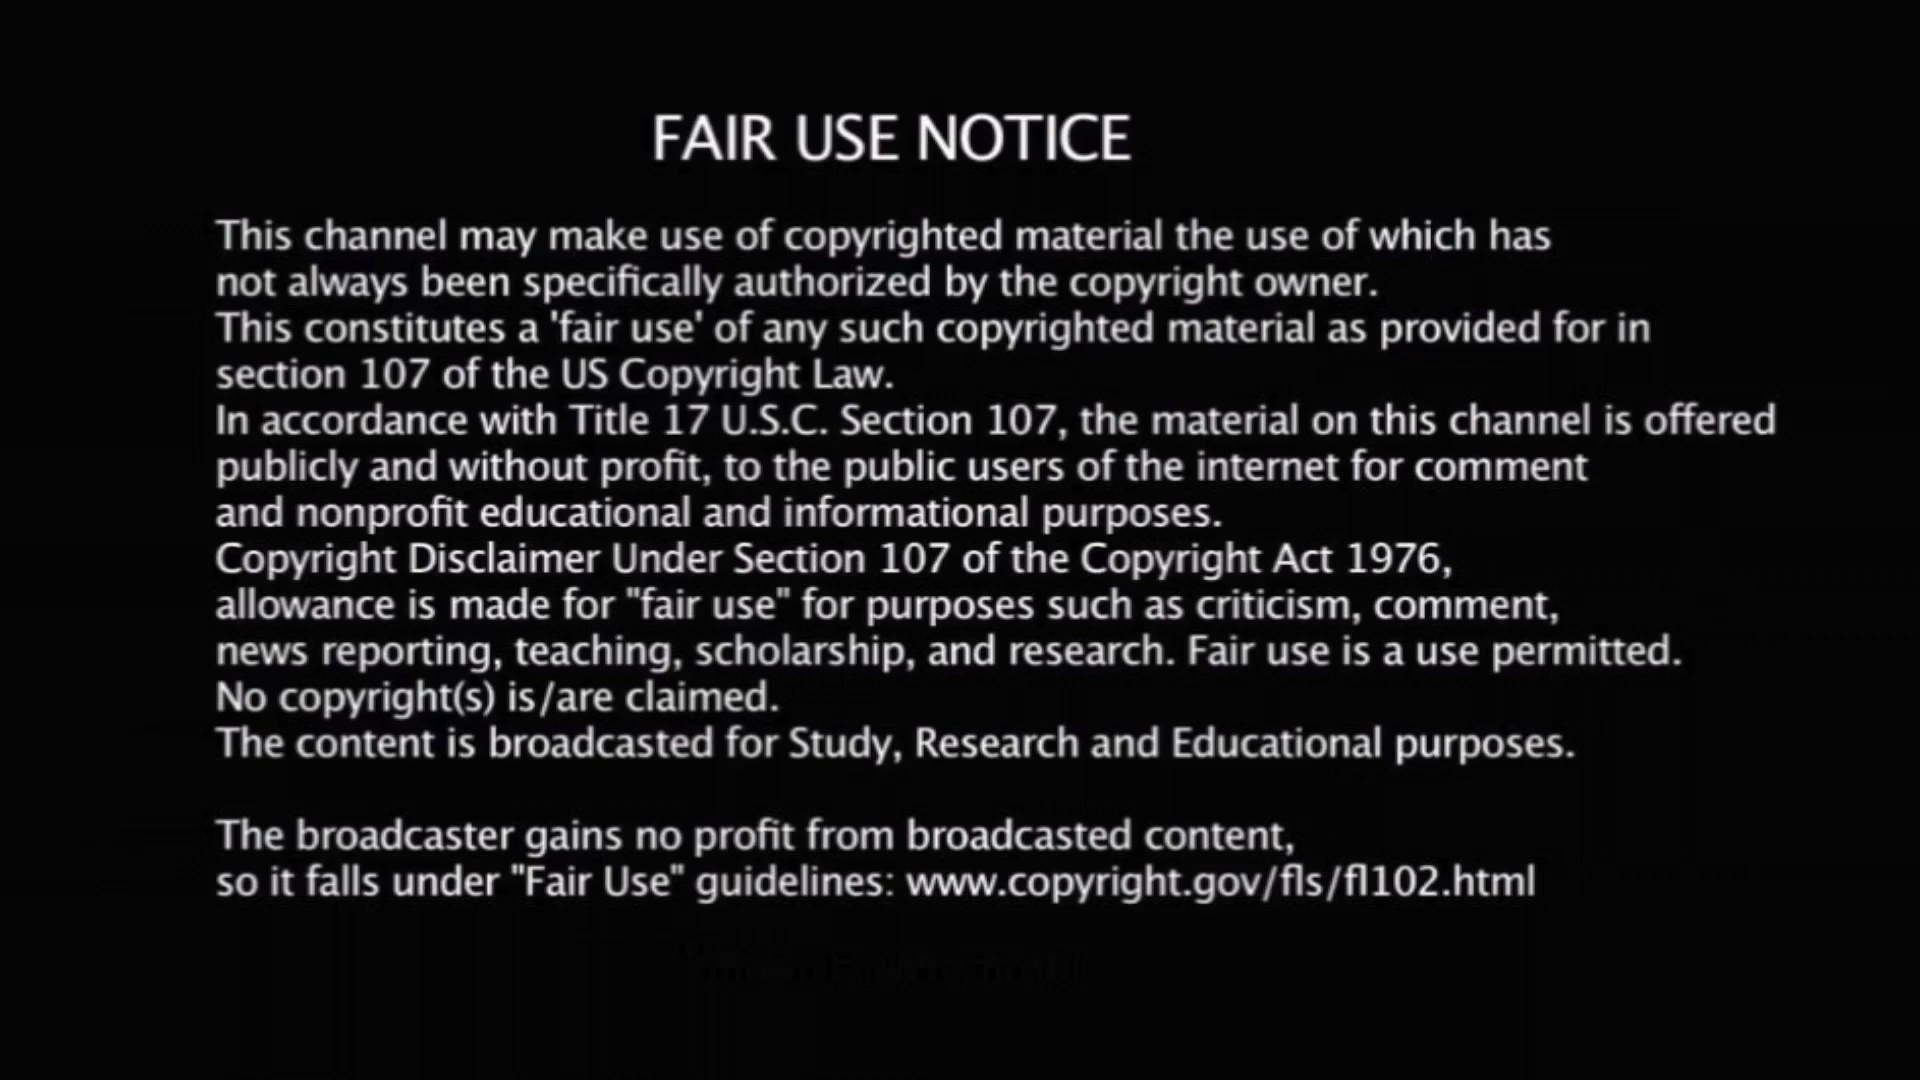 FAIR USE NOTICE
This channel may make use of copyrighted material the use of which has
not always been specifically authorized by the copyright owner.
This constitutes a 'fair use' of any such copyrighted material as provided for in
section 107 of the US Copyright Law.
In accordance with Title 17 U.S.C. Section 107, the material on this channel is offered
publicly and without profit, to the public users of the internet for comment
and nonprofit educational and informational purposes.
Copyright Disclaimer Under Section 107 of the Copyright Act 1976,
allowance is made for "fair use" for purposes such as criticism, comment,
news reporting, teaching, scholarship, and research. Fair use is a use permitted.
No copyright(s) is/are claimed.
The content is broadcasted for Study, Research and Educational purposes.
The broadcaster gains no profit from broadcasted content,
so it falls under "Fair Use" guidelines: www.copyright.gov/fls/fl102.html